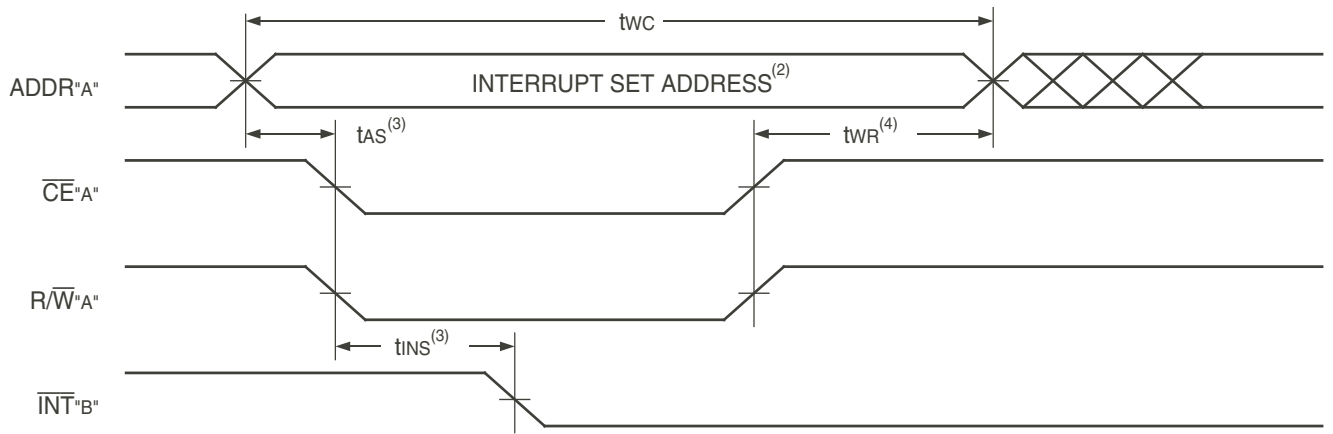 tWC
ADDR"A"
INTERRUPT SET ADDRESS(2)
tAS(3)
tWR(4)
CE"A"
R/W"A"
tINS(3)
INT"B"